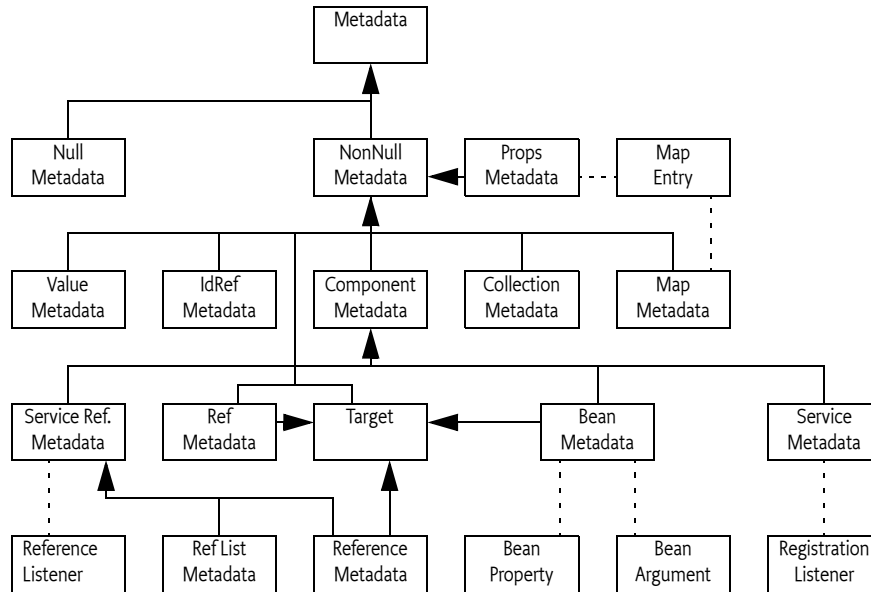 Metadata
Null
Metadata
NonNull
Metadata
Props
Metadata
Map
Entry
Value
Metadata
IdRef
Metadata
Component
Metadata
Collection
Metadata
Map
Metadata
Service Ref.
Metadata
Ref
Metadata
Target
Bean
Metadata
Service
Metadata
Reference
Listener
Ref List
Metadata
Reference
Metadata
Bean
Property
Bean
Argument
Registration
Listener